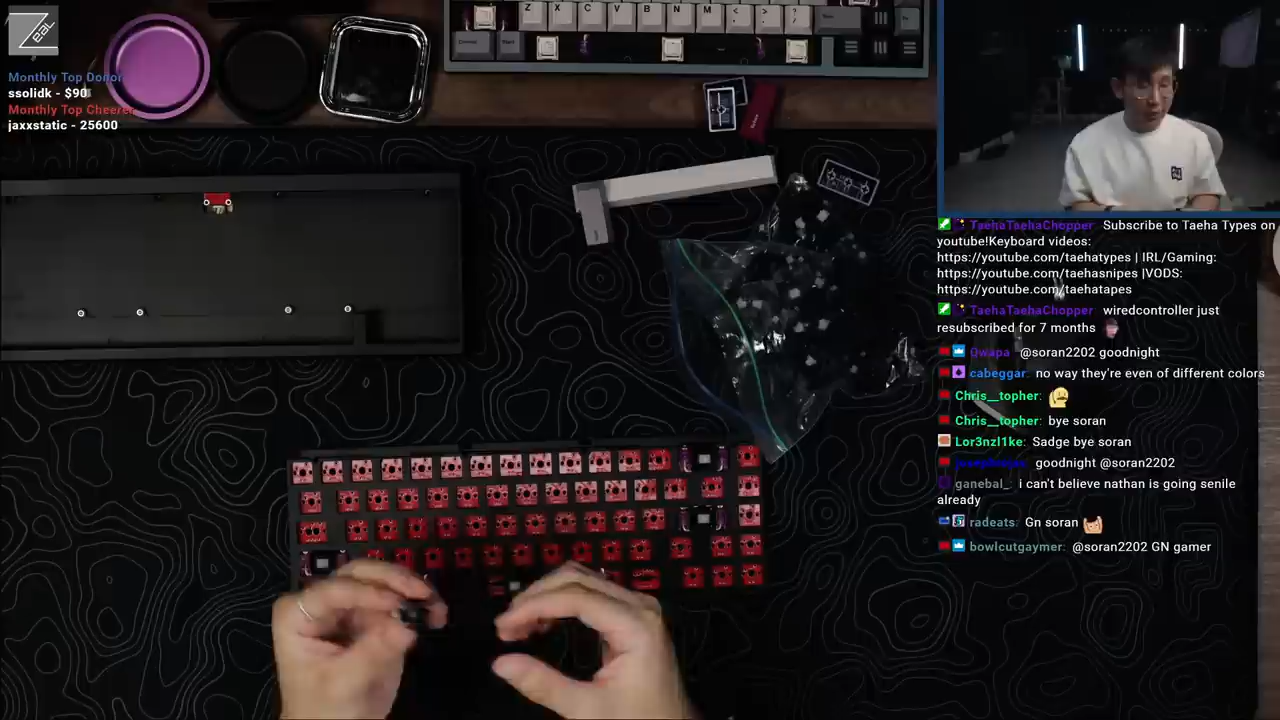 Zeal
Monthly Top Donor
ssolidk - $90
Monthly Top Cheerer
jaxxstatic - 25600
Z X C V B N M
TaehaTaehaChopper Subscribe to Taeha Types on
youtube!Keyboard videos:
https://youtube.com/taehatypes | IRL/Gaming:
https://youtube.com/taehasnipes |VODS:
https://youtube.com/taehatapes
TaehaTaehaChopper wiredcontroller just
resubscribed for 7 months
Qwapa @soran2202 goodnight
cabeggar: no way they're even of different colors
Chris__topher:
Chris__topher: bye soran
Lor3nzl1ke: Sadge bye soran
goodnight @soran2202
ganebal_: i can't believe nathan is going senile
already
radeats: Gn soran
bowlcutgaymer: @soran2202 GN gamer